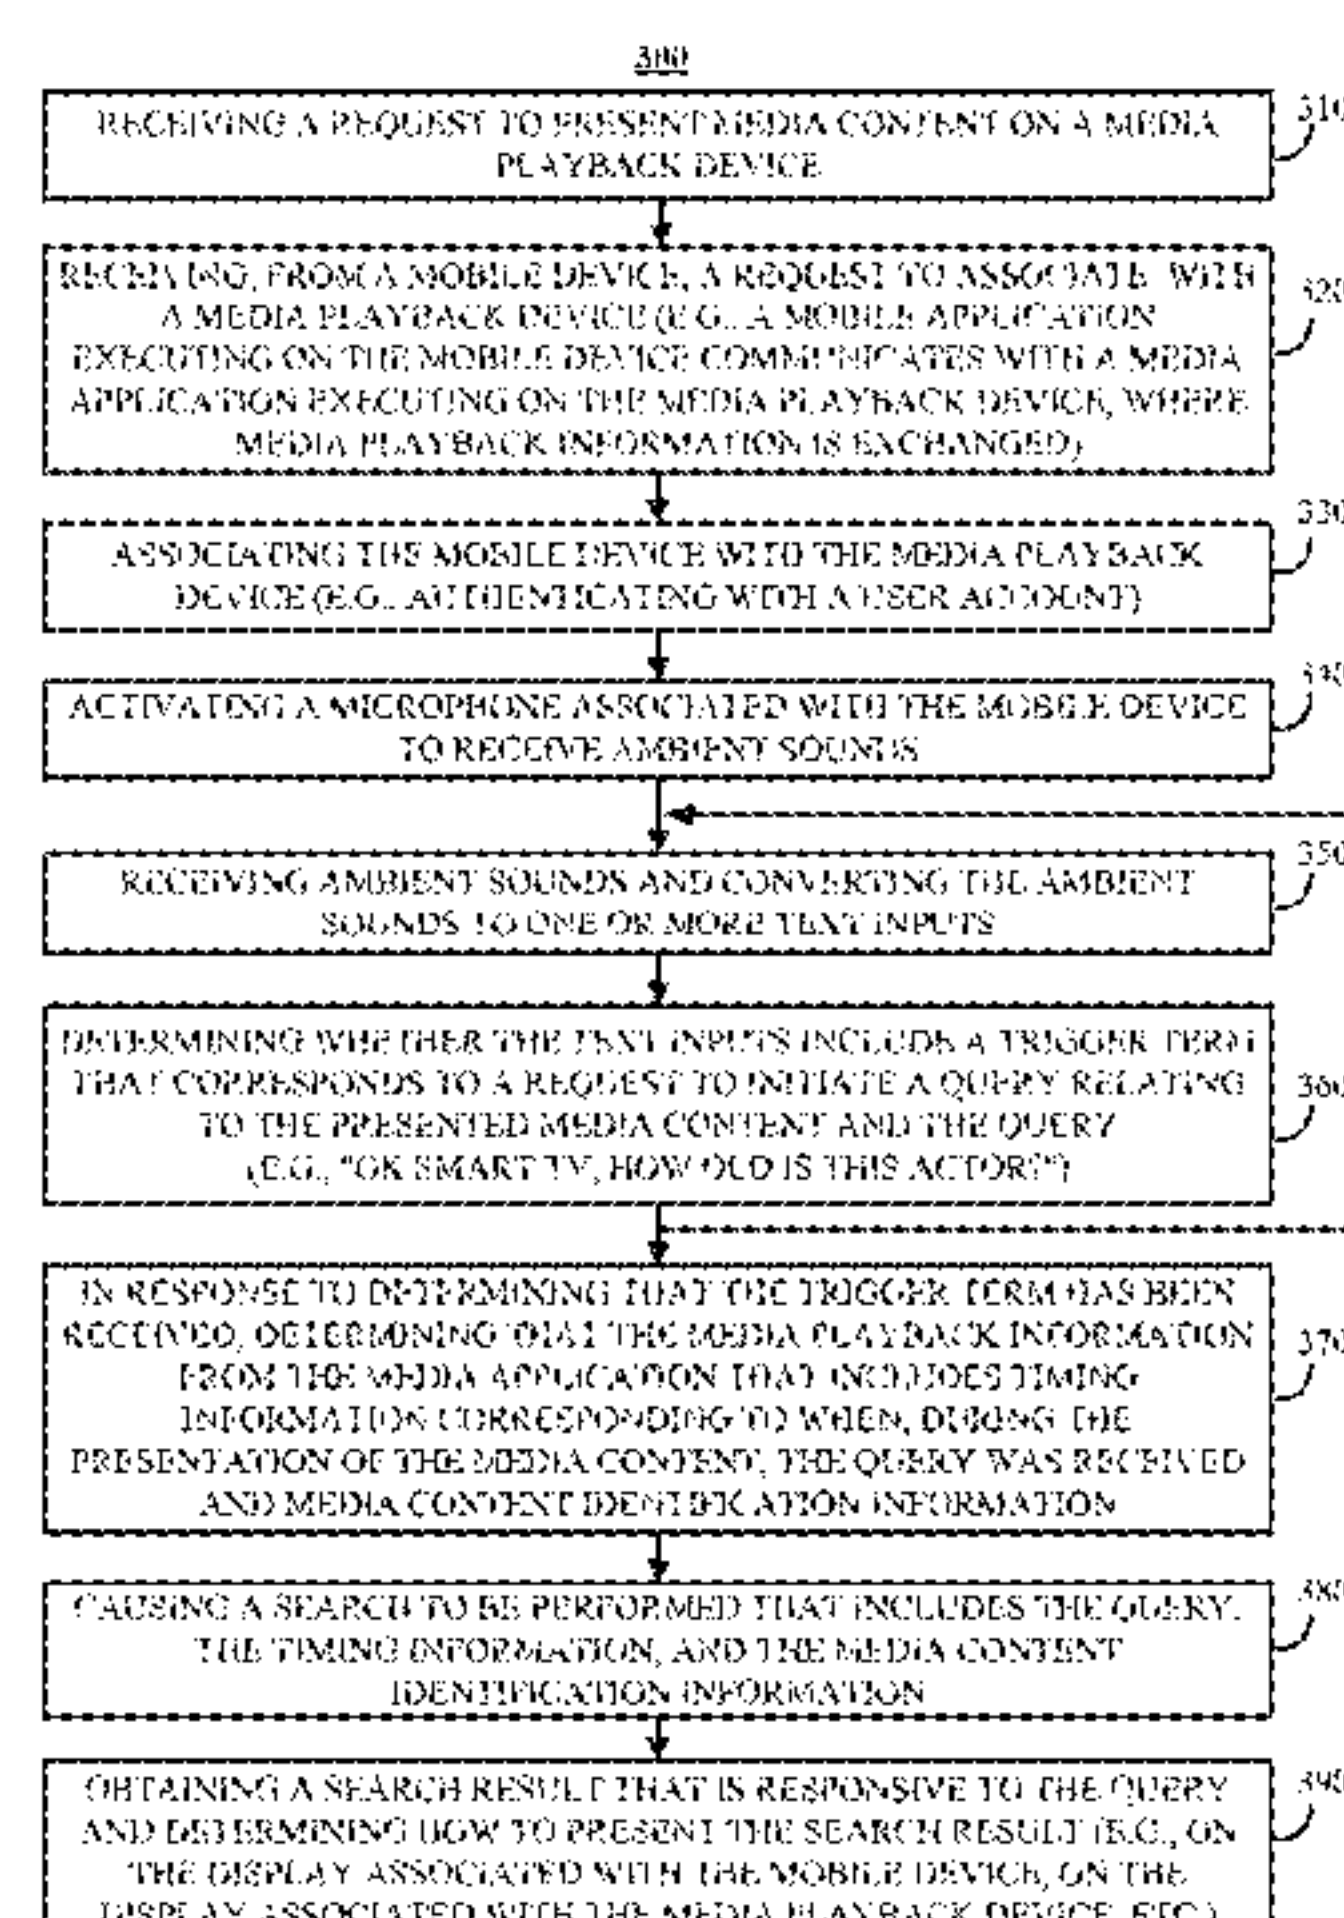 300
310
RECEIVING A REQUEST TO PRESENT MEDIA CONTENT ON A MEDIA
PLAYBACK DEVICE
320
RECEIVING, FROM A MOBILE DEVICE, A REQUEST TO ASSOCIATE WITH
A MEDIA PLAYBACK DEVICE (E.G., A MOBILE APPLICATION
EXECUTING ON THE MOBILE DEVICE COMMUNICATES WITH A MEDIA
APPLICATION EXECUTING ON THE MEDIA PLAYBACK DEVICE, WHERE
MEDIA PLAYBACK INFORMATION IS EXCHANGED)
330
ASSOCIATING THE MOBILE DEVICE WITH THE MEDIA PLAYBACK
DEVICE (E.G., AUTHENTICATING WITH A USER ACCOUNT)
340
ACTIVATING A MICROPHONE ASSOCIATED WITH THE MOBILE DEVICE
TO RECEIVE AMBIENT SOUNDS
350
RECEIVING AMBIENT SOUNDS AND CONVERTING THE AMBIENT
SOUNDS TO ONE OR MORE TEXT INPUTS
DETERMINING WHETHER THE TEXT INPUTS INCLUDE A TRIGGER TERM
THAT CORRESPONDS TO A REQUEST TO INITIATE A QUERY RELATING
360
TO THE PRESENTED MEDIA CONTENT AND THE QUERY
(E.G., "OK SMART TV, HOW OLD IS THIS ACTOR?")
IN RESPONSE TO DETERMINING THAT THE TRIGGER TERM HAS BEEN
RECEIVED, DETERMINING THAT THE MEDIA PLAYBACK INFORMATION
370
FROM THE MEDIA APPLICATION THAT INCLUDES TIMING
INFORMATION CORRESPONDING TO WHEN, DURING THE
PRESENTATION OF THE MEDIA CONTENT, THE QUERY WAS RECEIVED
AND MEDIA CONTENT IDENTIFICATION INFORMATION
380
CAUSING A SEARCH TO BE PERFORMED THAT INCLUDES THE QUERY,
THE TIMING INFORMATION, AND THE MEDIA CONTENT
IDENTIFICATION INFORMATION
390
OBTAINING A SEARCH RESULT THAT IS RESPONSIVE TO THE QUERY
AND DETERMINING HOW TO PRESENT THE SEARCH RESULT (E.G., ON
THE DISPLAY ASSOCIATED WITH THE MOBILE DEVICE, ON THE
DISPLAY ASSOCIATED WITH THE MEDIA PLAYBACK DEVICE, ETC.)